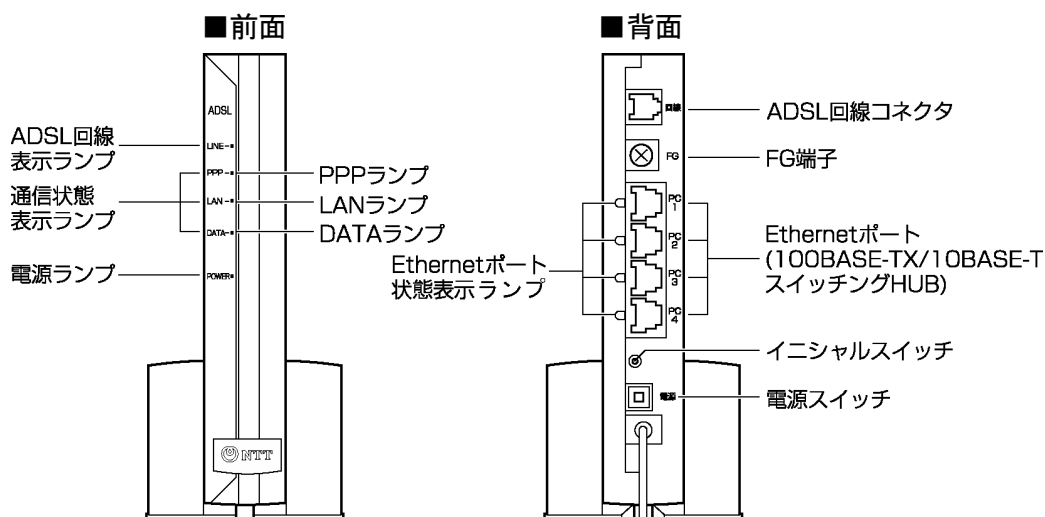 ■前面
ADSL
LINE
PPP
LAN
DATA
POWER
ADSL回線
表示ランプ
通信状態
表示ランプ
電源ランプ
PPPランプ
LANランプ
DATAランプ
NTT
■背面
回線
FG
PC
1
PC
2
PC
3
PC
4
電源
Ethernetポート
状態表示ランプ
ADSL回線コネクタ
FG端子
Ethernetポート
(100BASE-TX/10BASE-T
スイッチングHUB)
イニシャルスイッチ
電源スイッチ